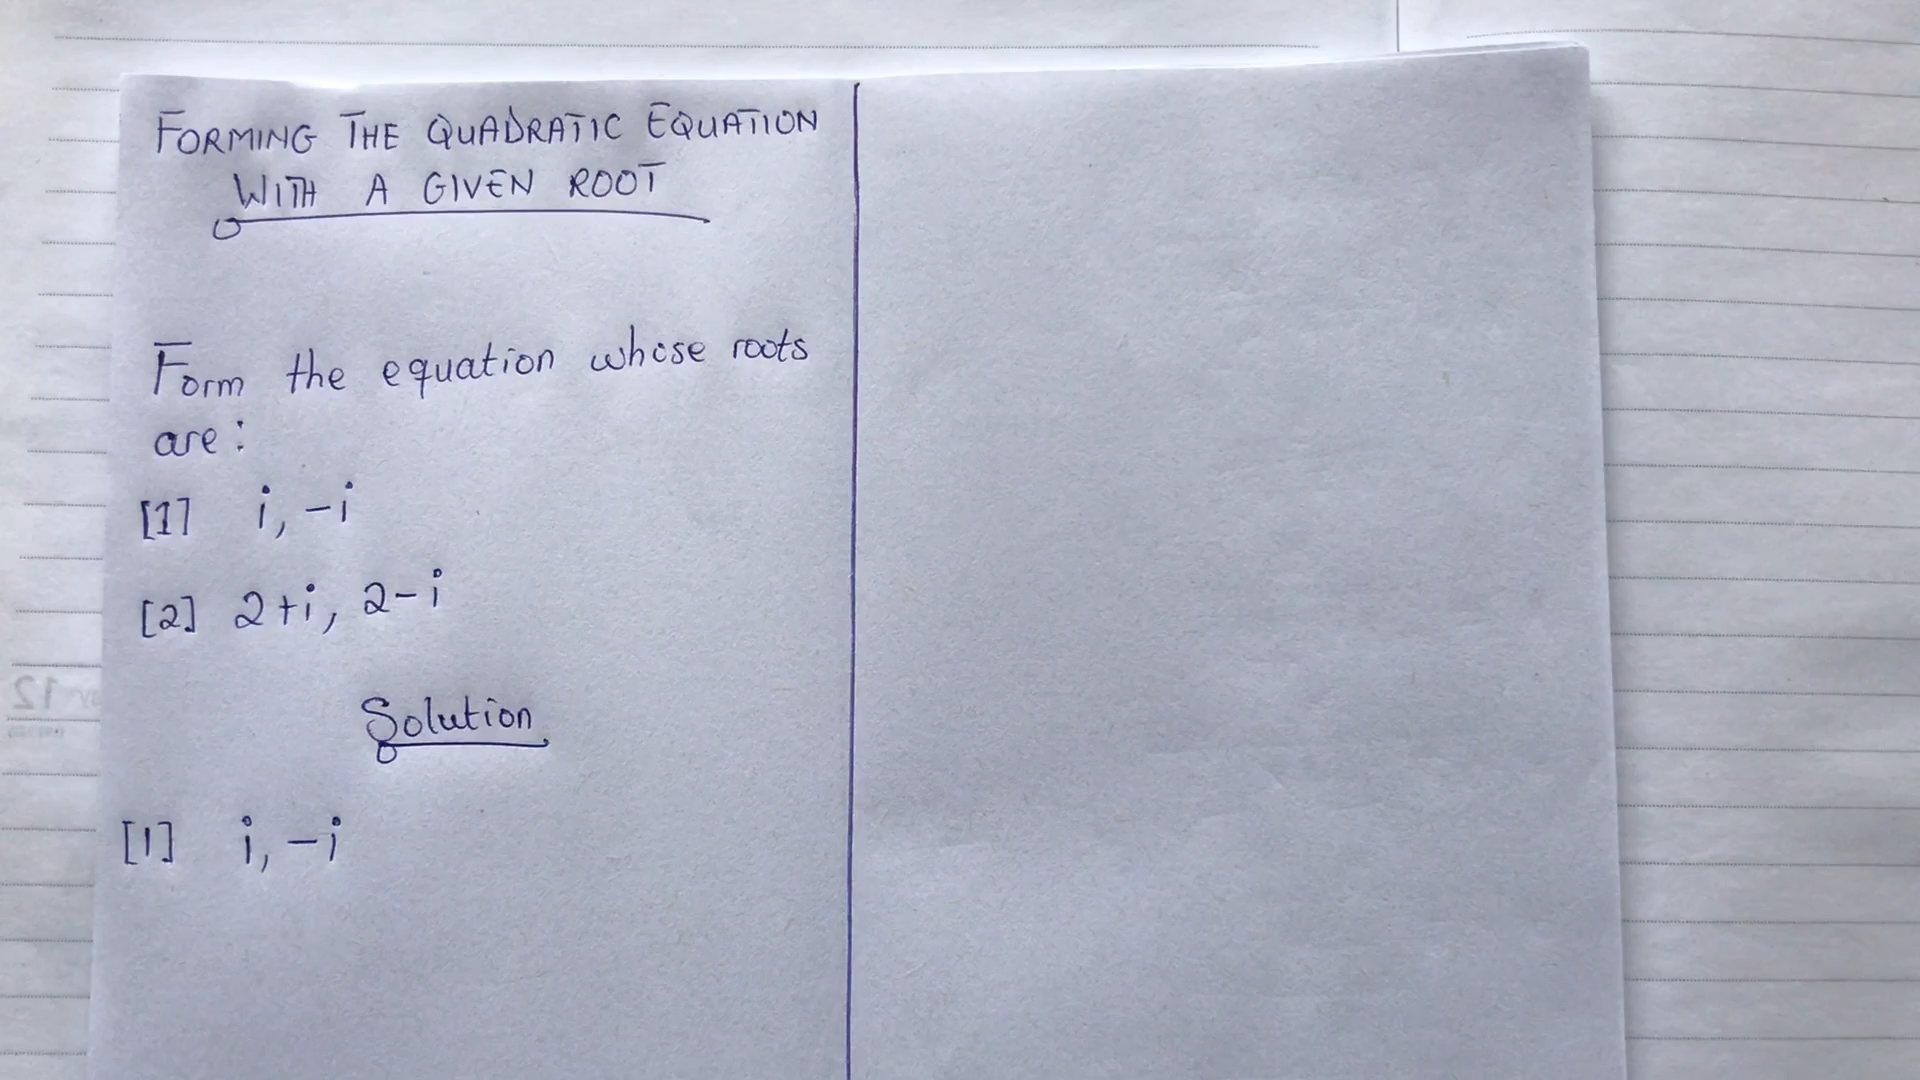 FORMING THE QUADRATIC EQUATION
WITH A GIVEN ROOT
Form the equation whose roots
are:
[1] i, -i
[2] 2+i, 2-i
Solution
[1] i, -i
12